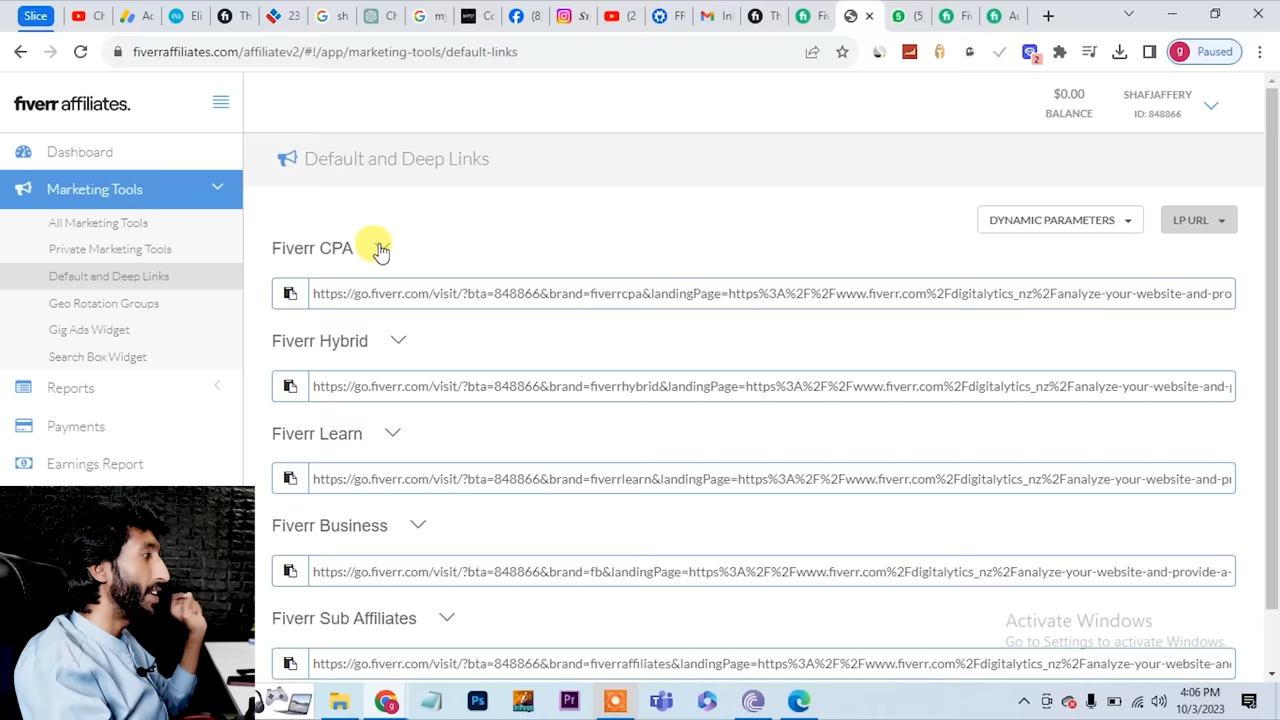 Slice
fiverraffiliates.com/affiliatev2/#!/app/marketing-tools/default-links
Paused
fiverr affiliates.
$0.00
BALANCE
SHAFJAFFERY
ID: 848866
Dashboard
Marketing Tools
All Marketing Tools
Private Marketing Tools
Default and Deep Links
Geo Rotation Groups
Gig Ads Widget
Search Box Widget
Reports
Payments
Earnings Report
Default and Deep Links
DYNAMIC PARAMETERS
LP URL
Fiverr CPA
https://go.fiverr.com/visit/?bta=848866&brand=fiverrcpa&landingPage=https%3A%2F%2Fwww.fiverr.com%2Fdigitalytics_nz%2Fanalyze-your-website-and-pro
Fiverr Hybrid
https://go.fiverr.com/visit/?bta=848866&brand=fiverrhybrid&landingPage=https%3A%2F%2Fwww.fiverr.com%2Fdigitalytics_nz%2Fanalyze-your-website-and-
Fiverr Learn
https://go.fiverr.com/visit/?bta=848866&brand=fiverrlearn&landingPage=https%3A%2F%2Fwww.fiverr.com%2Fdigitalytics_nz%2Fanalyze-your-website-and-p
Fiverr Business
https://go.fiverr.com/visit/?bta=848866&brand=fb&landingPage=https%3A%2F%2Fwww.fiverr.com%2Fdigitalytics_nz%2Fanalyze-your-website-and-provide-a-
Fiverr Sub Affiliates
https://go.fiverr.com/visit/?bta=848866&brand=fiverraffiliates&landingPage=https%3A%2F%2Fwww.fiverr.com%2Fdigitalytics_nz%2Fanalyze-your-website-an
Activate Windows
Go to Settings to activate Windows.
4:06 PM
10/3/2023